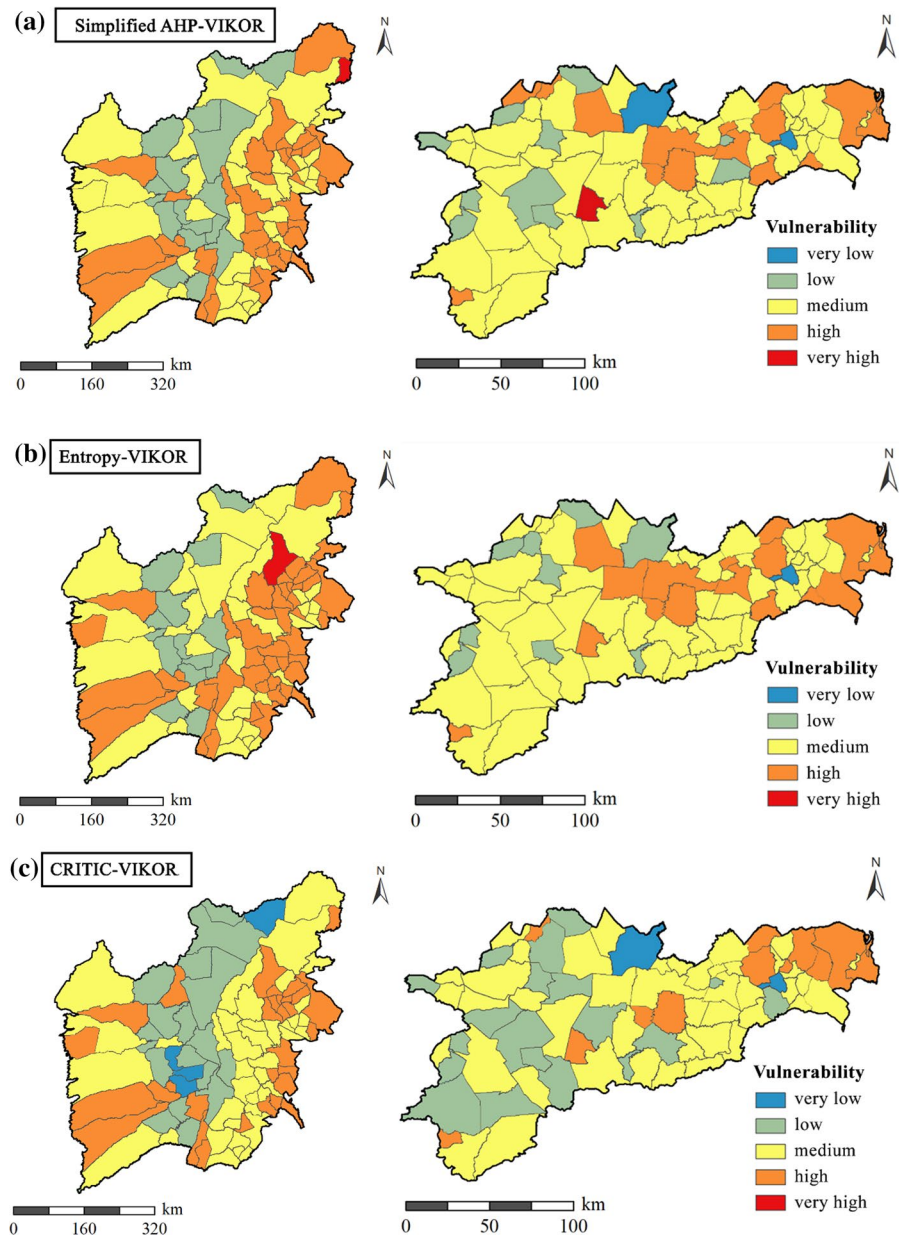 (a)
Simplified AHP-VIKOR
N
N
Vulnerability
very low
low
medium
high
very high
km
0 160 320
km
0 50 100
(b)
Entropy-VIKOR
N
N
Vulnerability
very low
low
medium
high
very high
km
0 160 320
km
0 50 100
(c)
CRITIC-VIKOR
N
N
Vulnerability
very low
low
medium
high
very high
km
0 160 320
km
0 50 100